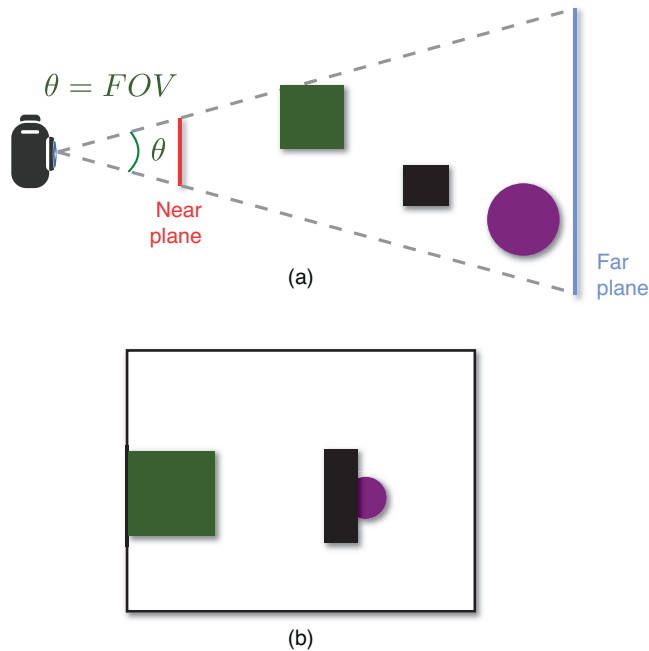 θ = FOV
θ
Near
plane
(a)
Far
plane
(b)